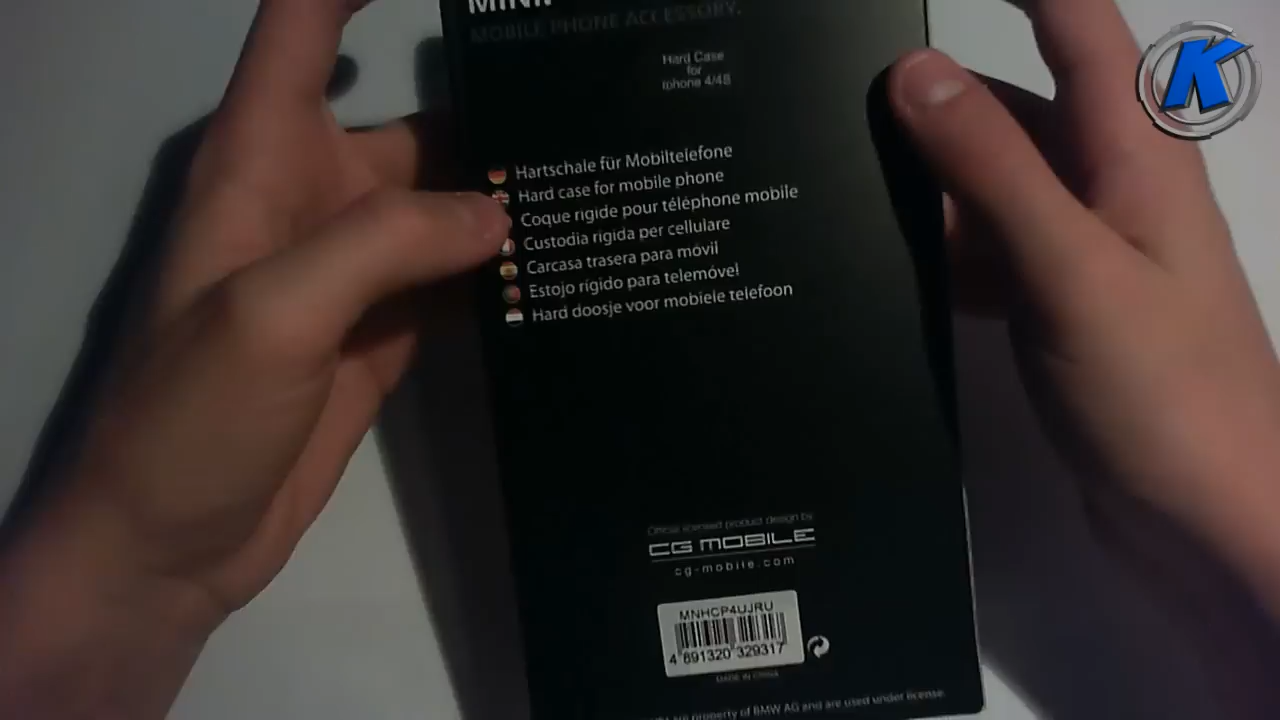 MINI.
MOBILE PHONE ACCESSORY.
Hard Case
for
Iphone 4/4S
Hartschale für Mobiltelefone
Hard case for mobile phone
Coque rigide pour téléphone mobile
Custodia rigida per cellulare
Carcasa trasera para móvil
Estojo rígido para telemóvel
Hard doosje voor mobiele telefoon
Official licensed product design by
CG MOBILE
cg-mobile.com
MNHCP4UJRU
4 891320 329317
MADE IN CHINA
are property of BMW AG and are used under license.
K